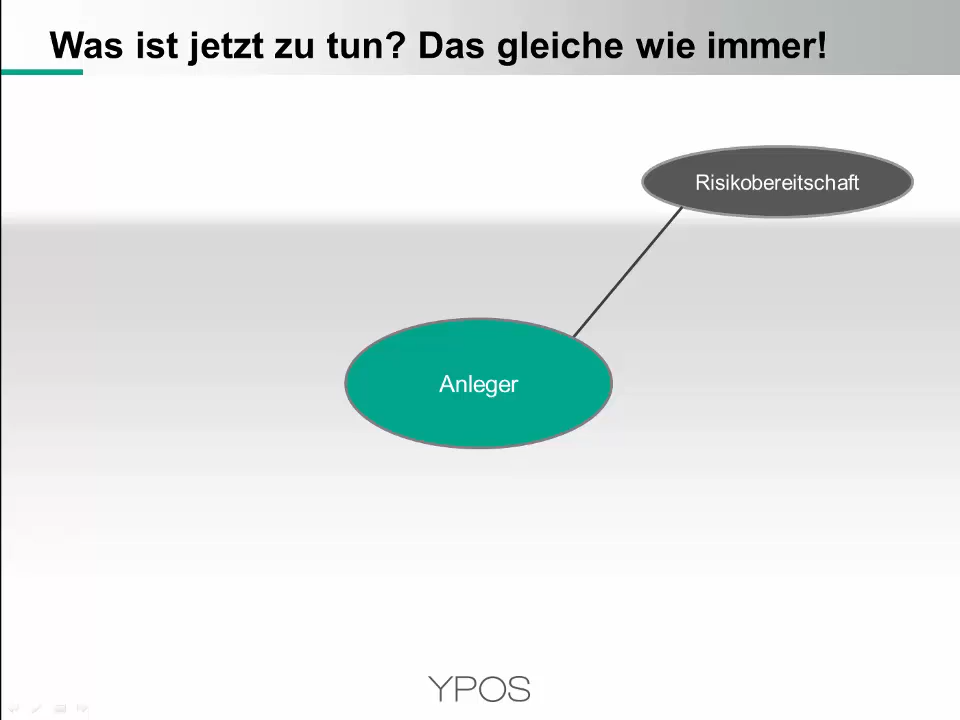 Was ist jetzt zu tun? Das gleiche wie immer!
Risikobereitschaft
Anleger
YPOS